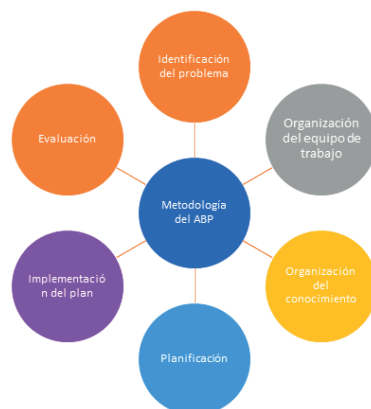 Identificación
del problema
Organización
del equipo de
trabajo
Evaluación
Metodología
del ABP
Implementació
n del plan
Organización
del
conocimiento
Planificación